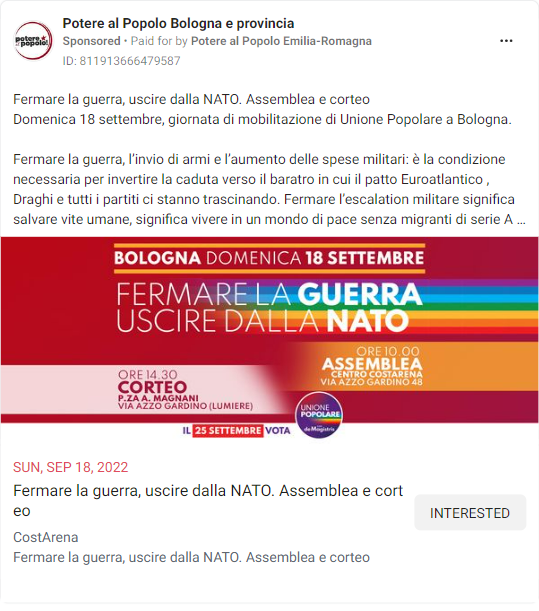 Potere al Popolo Bologna e provincia
Sponsored • Paid for by Potere al Popolo Emilia-Romagna
ID: 811913666479587
potere al popolo!
Fermare la guerra, uscire dalla NATO. Assemblea e corteo
Domenica 18 settembre, giornata di mobilitazione di Unione Popolare a Bologna.
Fermare la guerra, l’invio di armi e l’aumento delle spese militari: è la condizione
necessaria per invertire la caduta verso il baratro in cui il patto Euroatlantico ,
Draghi e tutti i partiti ci stanno trascinando. Fermare l’escalation militare significa
salvare vite umane, significa vivere in un mondo di pace senza migranti di serie A ...
BOLOGNA DOMENICA 18 SETTEMBRE
FERMARE LA GUERRA
USCIRE DALLA NATO
ORE 10.00
ASSEMBLEA
CENTRO COSTARENA
VIA AZZO GARDINO 48
ORE 14.30
CORTEO
P.ZA A. MAGNANI
VIA AZZO GARDINO (LUMIERE)
UNIONE
POPOLARE
con de Magistris
IL 25 SETTEMBRE VOTA
SUN, SEP 18, 2022
Fermare la guerra, uscire dalla NATO. Assemblea e cort
eo
INTERESTED
CostArena
Fermare la guerra, uscire dalla NATO. Assemblea e corteo